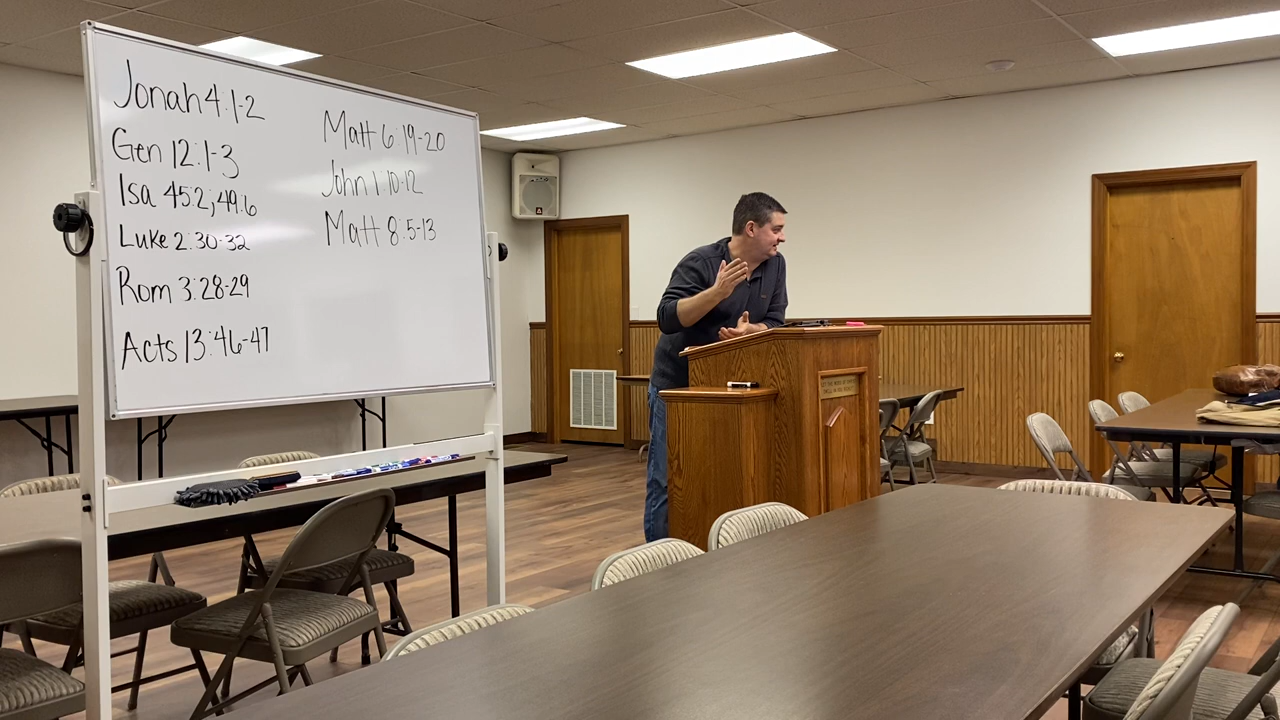 Jonah 4:1-2
Gen 12:1-3
Isa 45:2; 49:6
Luke 2:30-32
Rom 3:28-29
Acts 13:46-47
Matt 6:19-20
John 1:10-12
Matt 8:5-13